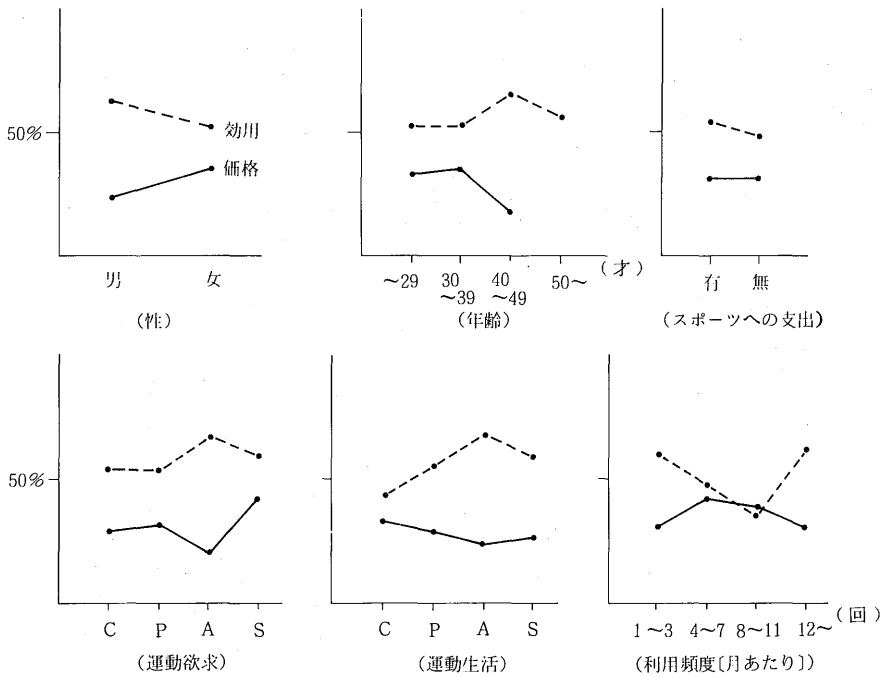 50%
効用
価格
男 女
(性)
~29 30~39 40~49 50~ (才)
(年齢)
有 無
(スポーツへの支出)
50%
C P A S
(運動欲求)
C P A S
(運動生活)
1~3 4~7 8~11 12~ (回)
(利用頻度〔月あたり〕)